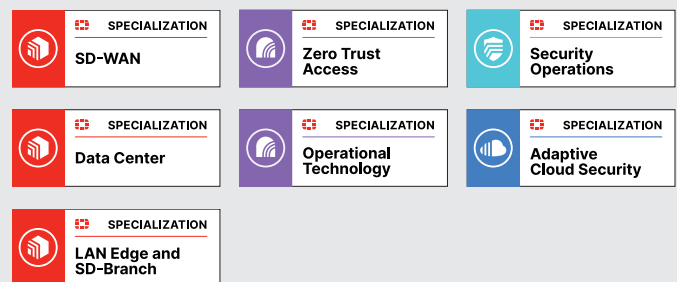 SPECIALIZATION
SD-WAN
SPECIALIZATION
Zero Trust
Access
SPECIALIZATION
Security
Operations
SPECIALIZATION
Data Center
SPECIALIZATION
Operational
Technology
SPECIALIZATION
Adaptive
Cloud Security
SPECIALIZATION
LAN Edge and
SD-Branch